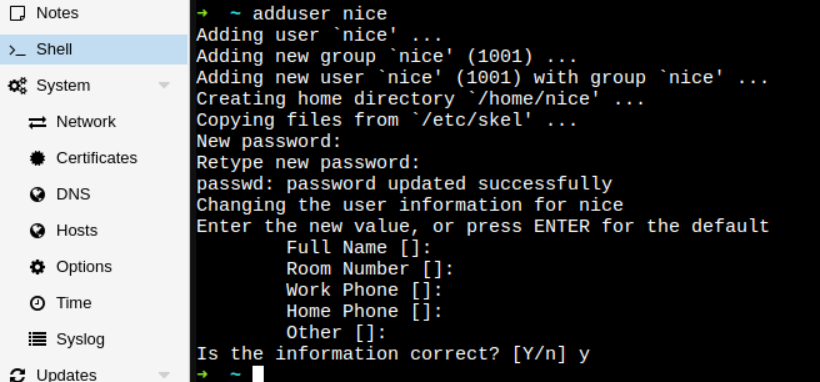 Notes
Shell
System
Network
Certificates
DNS
Hosts
Options
Time
Syslog
Updates
➜ ~ adduser nice
Adding user `nice' ...
Adding new group `nice' (1001) ...
Adding new user `nice' (1001) with group `nice' ...
Creating home directory `/home/nice' ...
Copying files from `/etc/skel' ...
New password:
Retype new password:
passwd: password updated successfully
Changing the user information for nice
Enter the new value, or press ENTER for the default
Full Name []:
Room Number []:
Work Phone []:
Home Phone []:
Other []:
Is the information correct? [Y/n] y
➜ ~